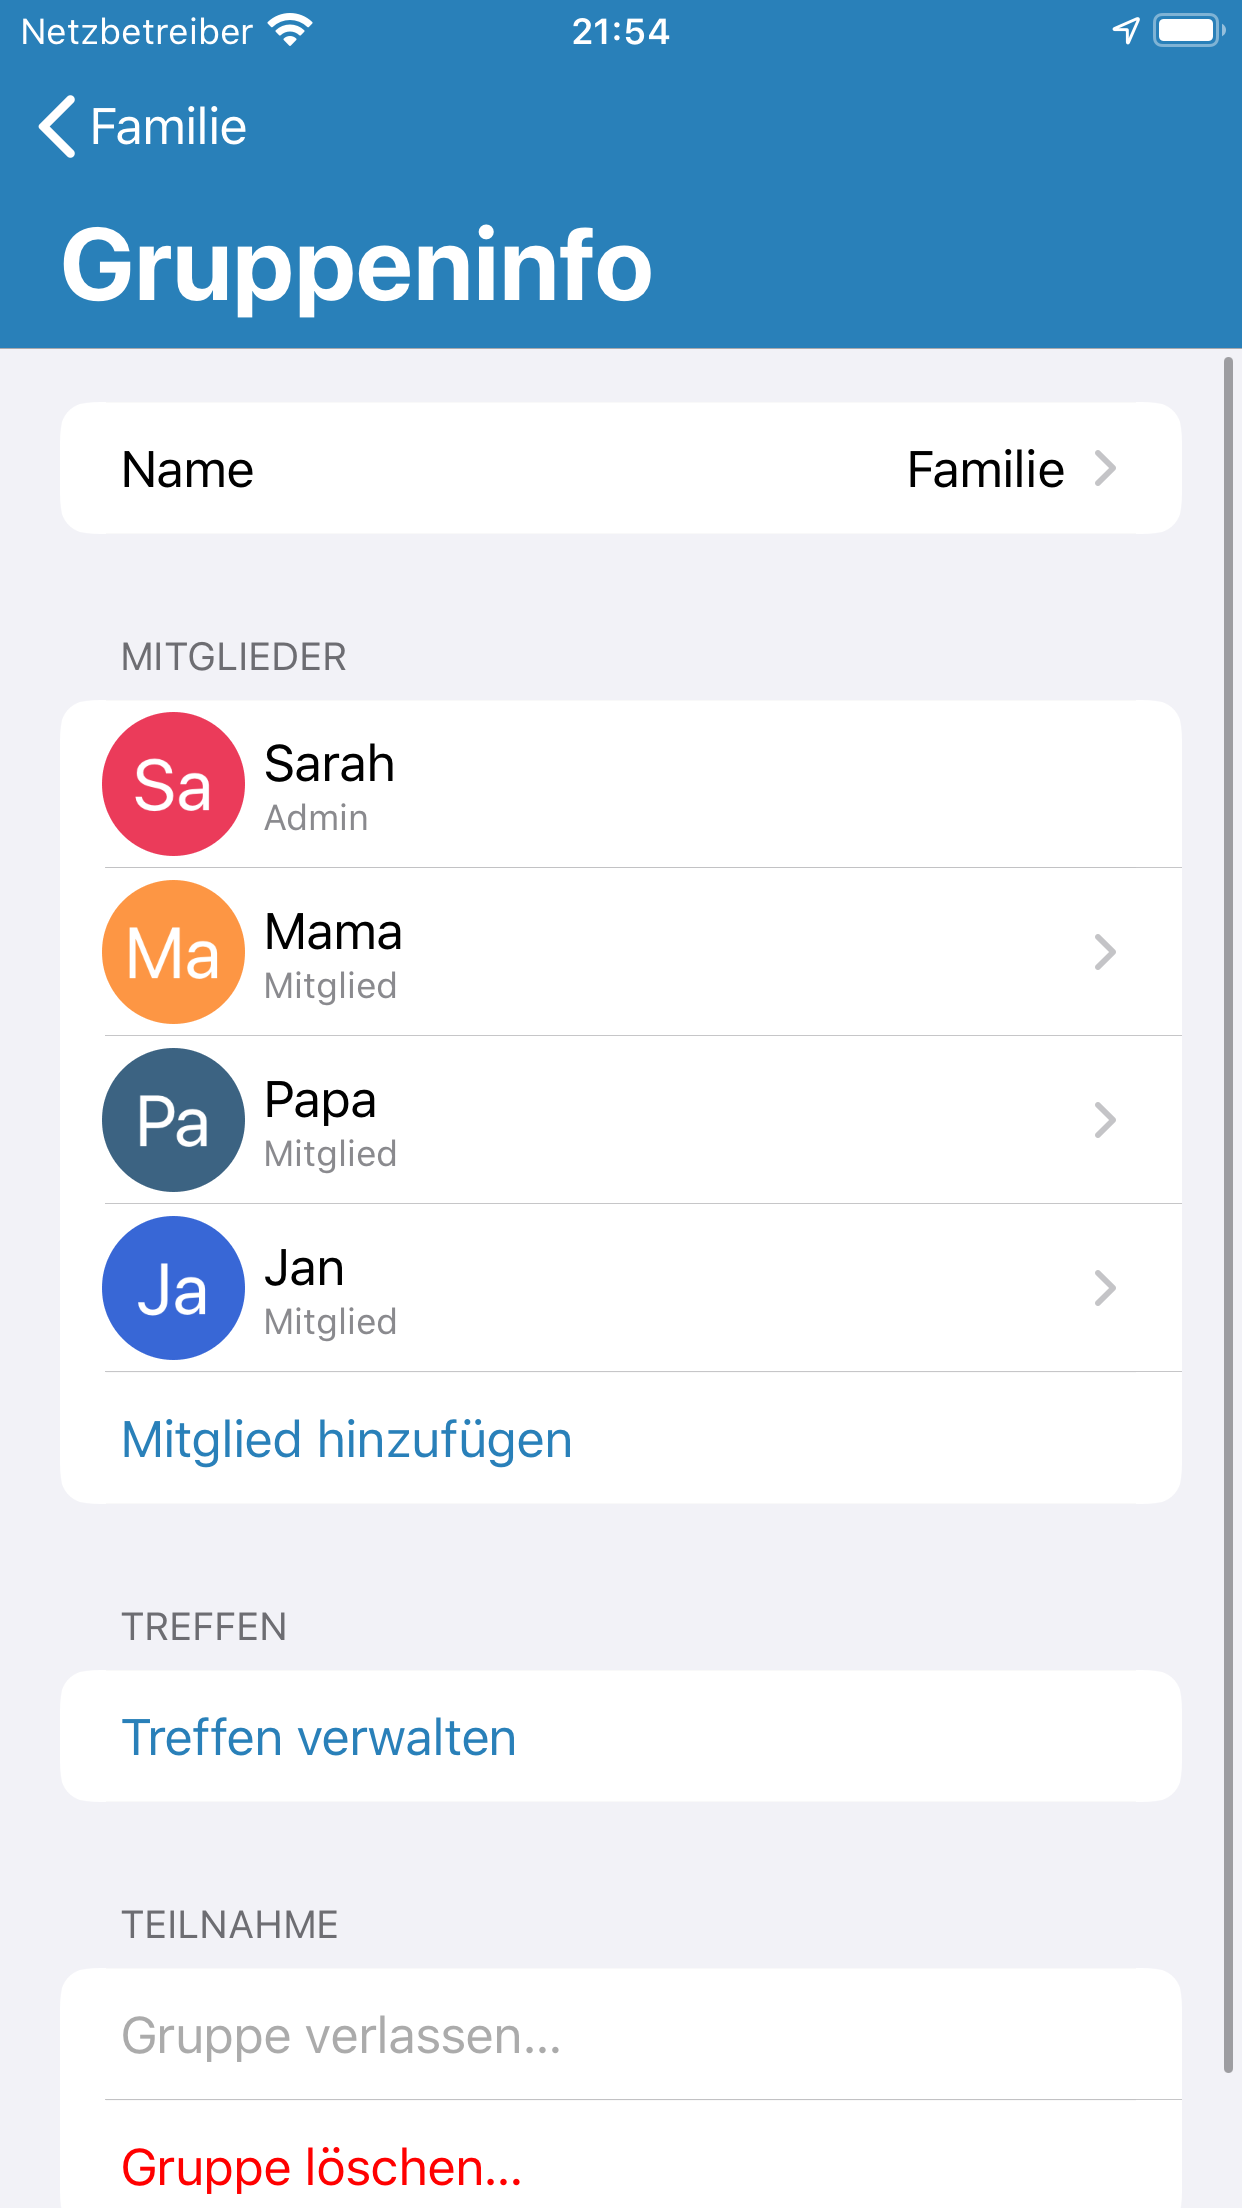 Netzbetreiber 21:54
Familie
Gruppeninfo
Name Familie
MITGLIEDER
Sa Sarah
Admin
Ma Mama
Mitglied
Pa Papa
Mitglied
Ja Jan
Mitglied
Mitglied hinzufügen
TREFFEN
Treffen verwalten
TEILNAHME
Gruppe verlassen...
Gruppe löschen...